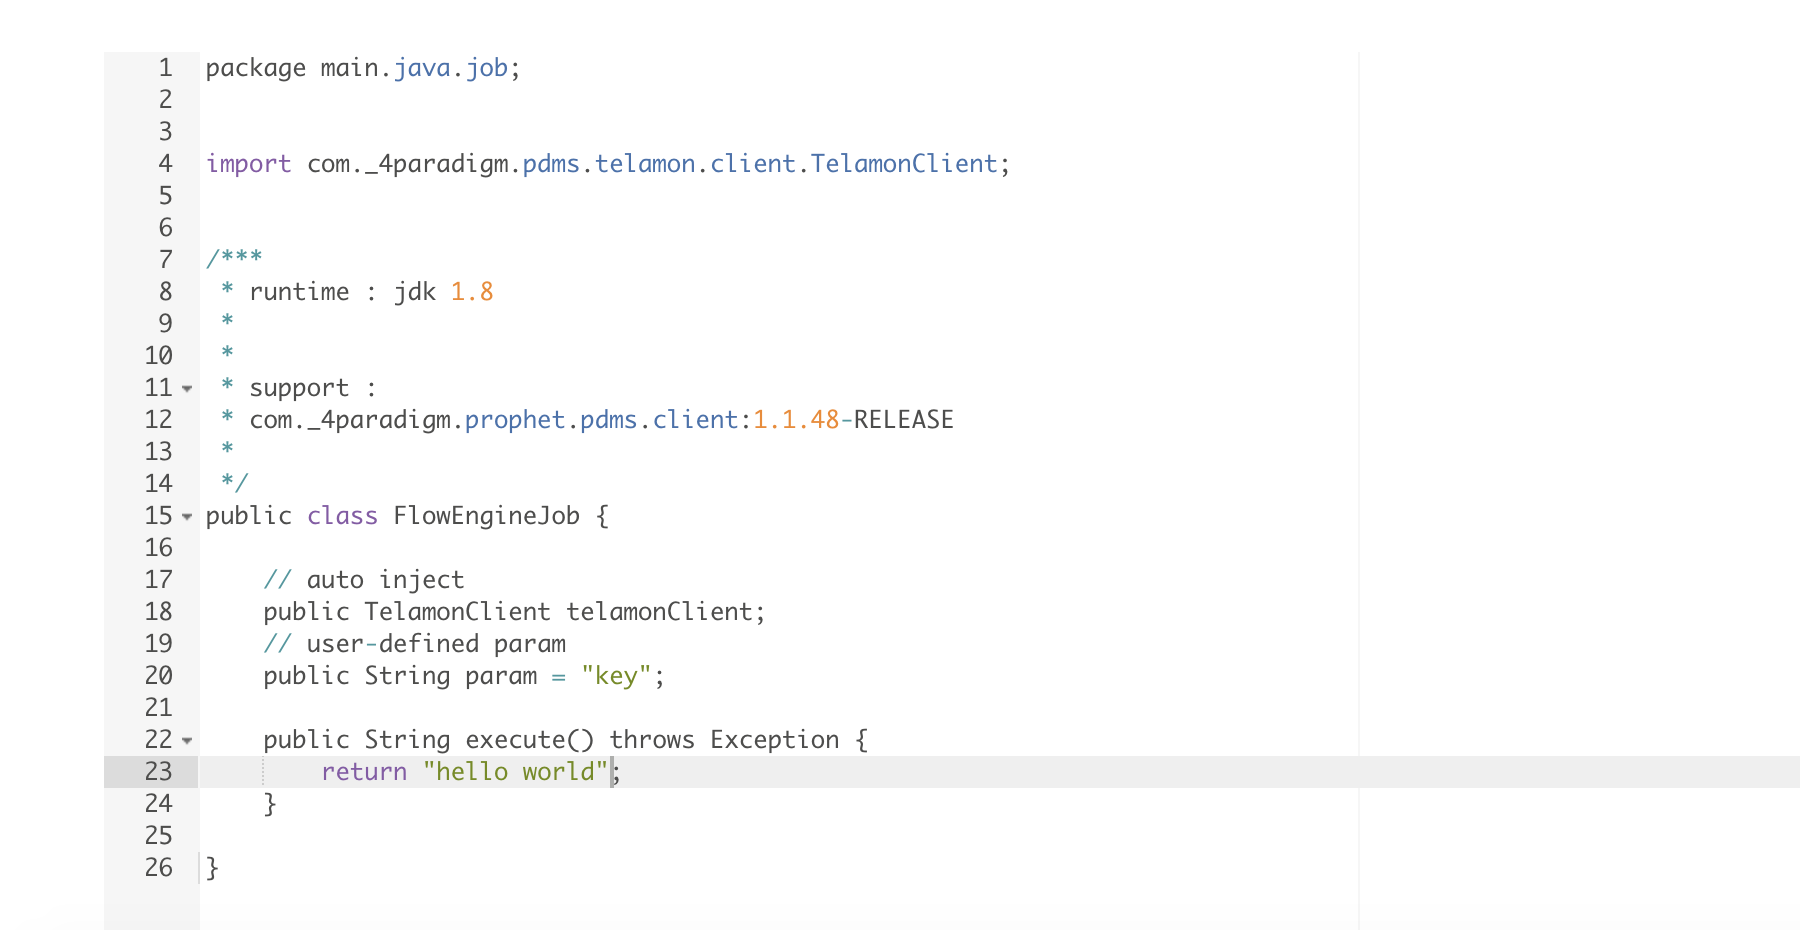 1 package main.java.job;
2
3
4 import com._4paradigm.pdms.telamon.client.TelamonClient;
5
6
7 /***
8  * runtime : jdk 1.8
9  *
10  *
11  * support :
12  * com._4paradigm.prophet.pdms.client:1.1.48-RELEASE
13  *
14  */
15 public class FlowEngineJob {
16
17     // auto inject
18     public TelamonClient telamonClient;
19     // user-defined param
20     public String param = "key";
21
22     public String execute() throws Exception {
23         return "hello world";
24     }
25
26 }